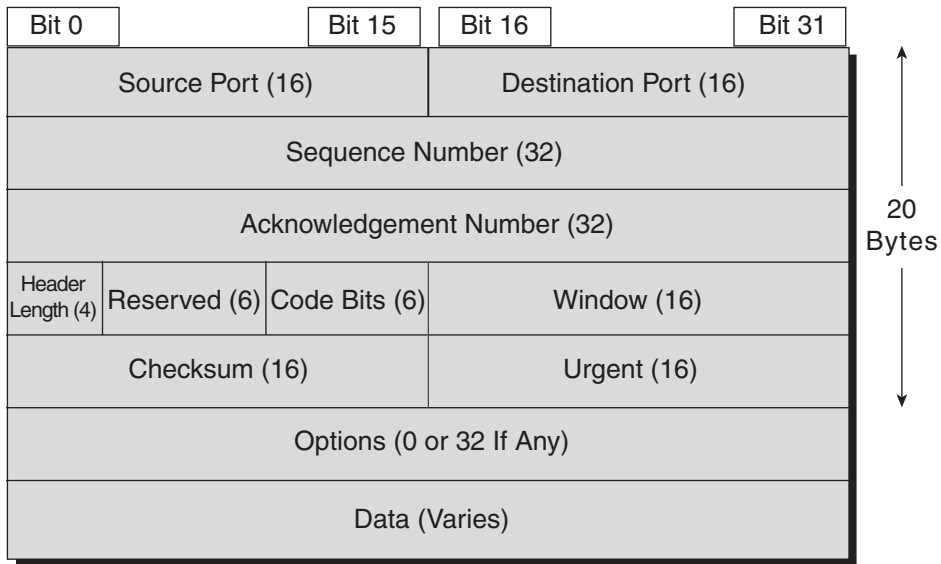 Bit 0 Bit 15 Bit 16 Bit 31
Source Port (16) Destination Port (16)
Sequence Number (32)
Acknowledgement Number (32)
20
Bytes
Header
Length (4) Reserved (6) Code Bits (6) Window (16)
Checksum (16) Urgent (16)
Options (0 or 32 If Any)
Data (Varies)